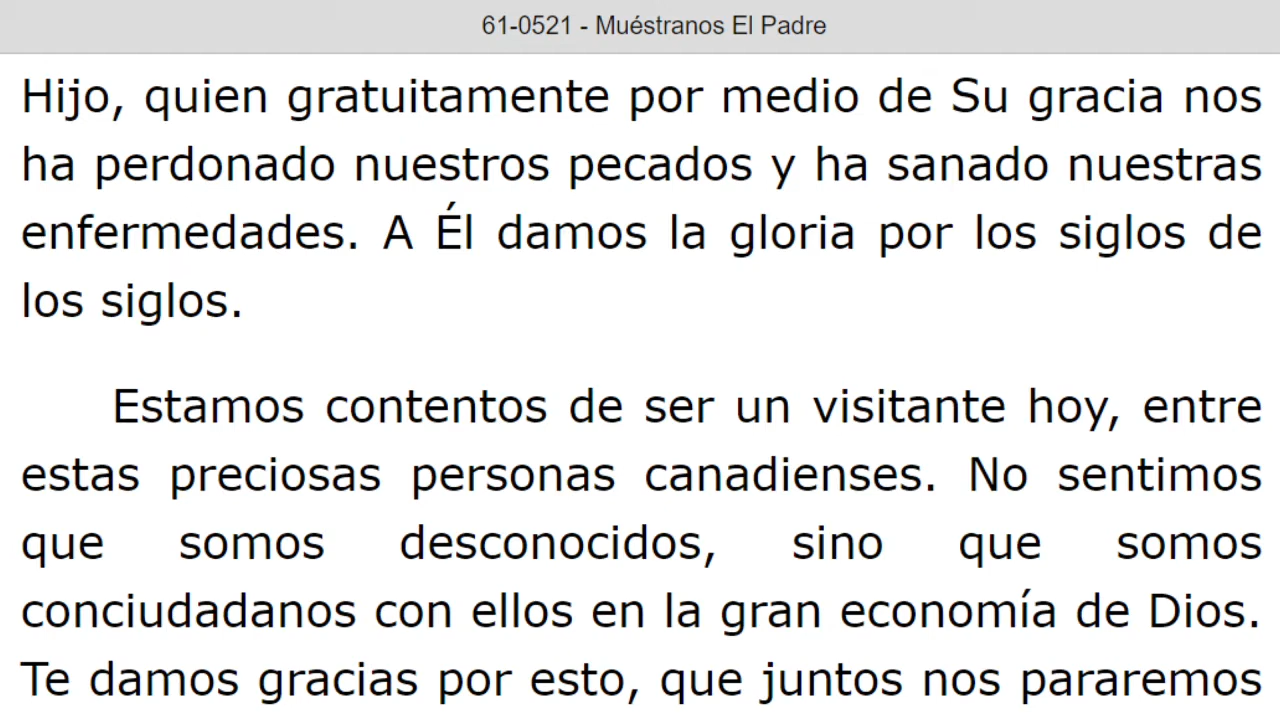 61-0521 - Muéstranos El Padre
Hijo, quien gratuitamente por medio de Su gracia nos
ha perdonado nuestros pecados y ha sanado nuestras
enfermedades. A Él damos la gloria por los siglos de
los siglos.
Estamos contentos de ser un visitante hoy, entre
estas preciosas personas canadienses. No sentimos
que somos desconocidos, sino que somos
conciudadanos con ellos en la gran economía de Dios.
Te damos gracias por esto, que juntos nos pararemos